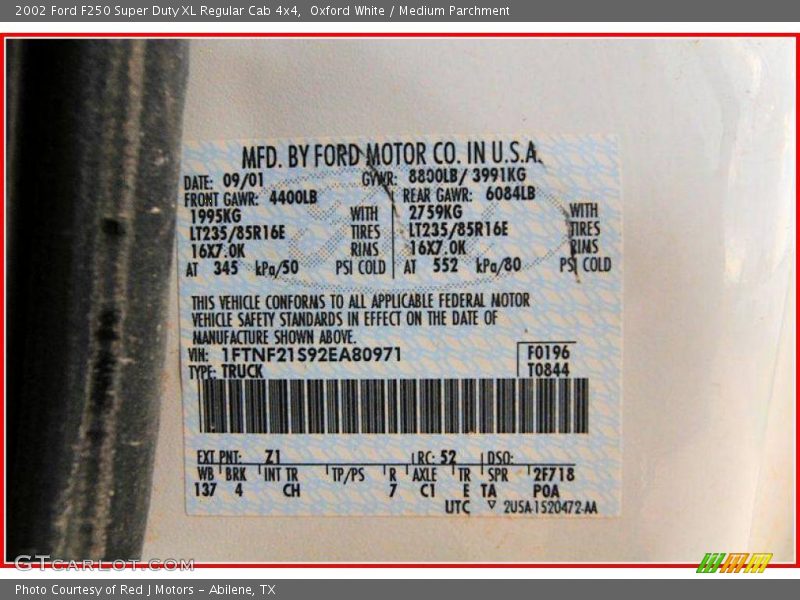 2002 Ford F250 Super Duty XL Regular Cab 4x4,  Oxford White / Medium Parchment
MFD. BY FORD MOTOR CO. IN U.S.A.
DATE: 09/01 GVWR: 8800LB/ 3991KG
FRONT GAWR: 4400LB REAR GAWR: 6084LB
1995KG WITH 2759KG WITH
LT235/85R16E TIRES LT235/85R16E TIRES
16X7.0K RIMS 16X7.0K RIMS
AT 345 kPa/50 PSI COLD AT 552 kPa/80 PSI COLD
THIS VEHICLE CONFORMS TO ALL APPLICABLE FEDERAL MOTOR
VEHICLE SAFETY STANDARDS IN EFFECT ON THE DATE OF
MANUFACTURE SHOWN ABOVE.
VIN: 1FTNF21S92EA80971 F0196
TYPE: TRUCK T0844
EXT PNT: Z1 RC: 52 DSO:
WB BRK INT TR TP/PS R AXLE TR SPR 2F718
137 4 CH 7 C1 E TA POA
UTC ▽ 2U5A-1520472-AA
GTCARLOT.COM
Photo Courtesy of Red J Motors – Abilene, TX